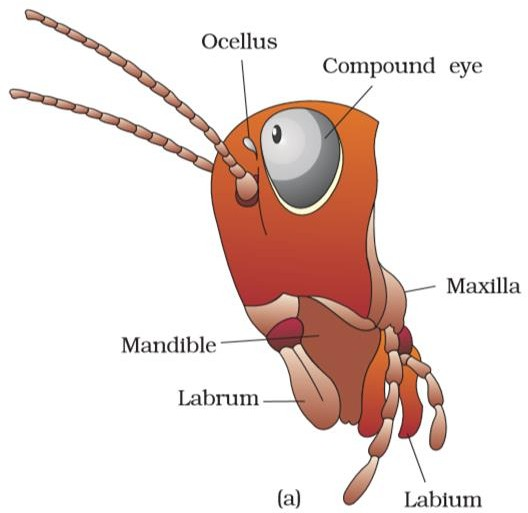 Ocellus
Compound eye
Maxilla
Mandible
Labrum
(a)
Labium